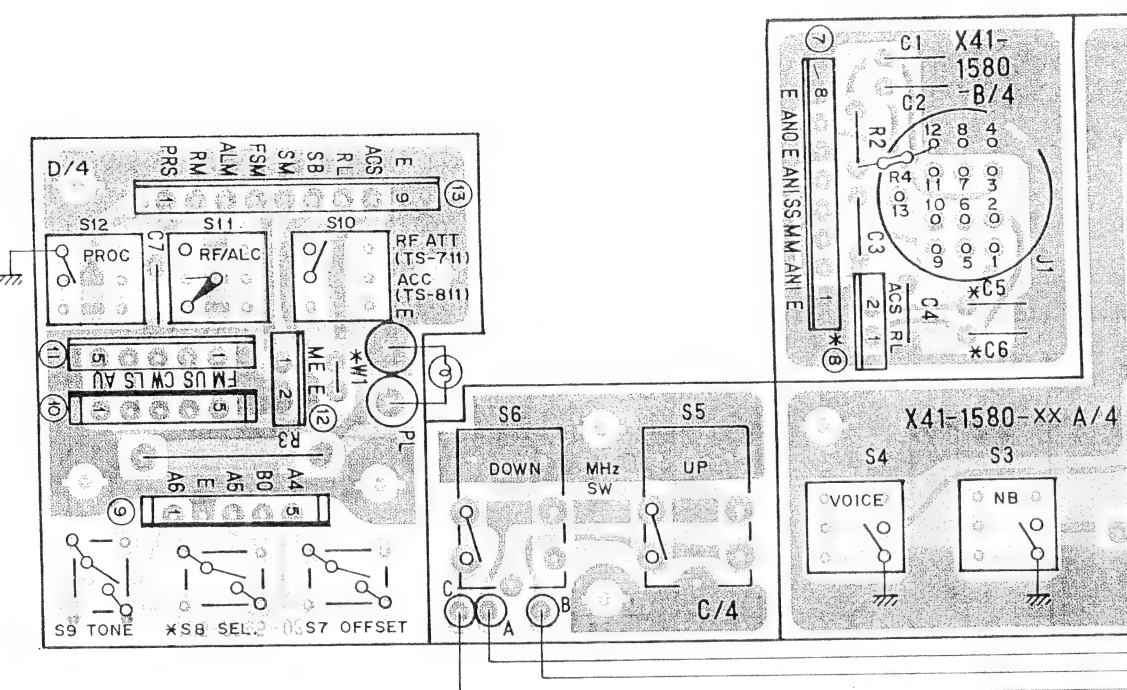 D/4
PRS RM ALM FSM SM SB RL ACS E
1 9
13
S12
PROC
C7
S11
RF/ALC
S10
RF ATT
(TS-711)
ACC
(TS-811)
E
11
5 1
FM US CW LS AU
10
1 5
1 2
M E E
12
*W1
PL
R3
A6 E A5 B0 A4
9
1 5
S9 TONE
*S8 SEL.
S7 OFFSET
S6
S5
DOWN
MHz
SW
UP
C
A
B
C/4
7
C1
X41-
1580
-B/4
C2
8
1
E ANO E ANI.SS.MM ANI E
R2
R4
12 8 4
11 7 3
10 6 2
13
9 5 1
C3
J1
2 1
ACS RL
*8
C4
*C5
*C6
X41-1580-XX A/4
S4
S3
VOICE
NB